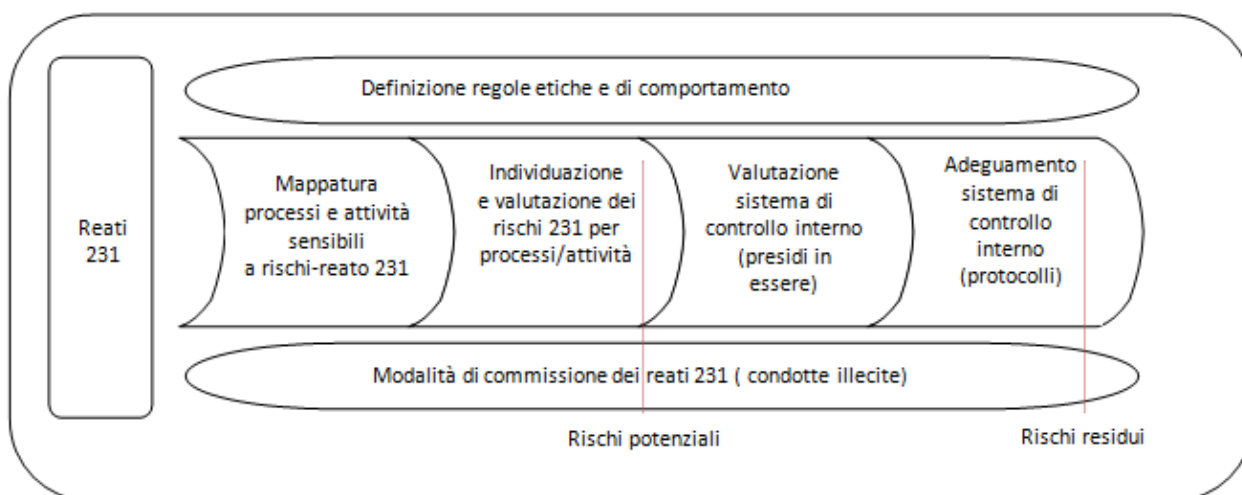 Reati
231
Definizione regole etiche e di comportamento
Mappatura
processi e attività
sensibili
a rischi-reato 231
Individuazione
e valutazione dei
rischi 231 per
processi/attività
Valutazione
sistema di
controllo interno
(presidi in
essere)
Adeguamento
sistema di
controllo
interno
(protocolli)
Modalità di commissione dei reati 231 ( condotte illecite)
Rischi potenziali
Rischi residui